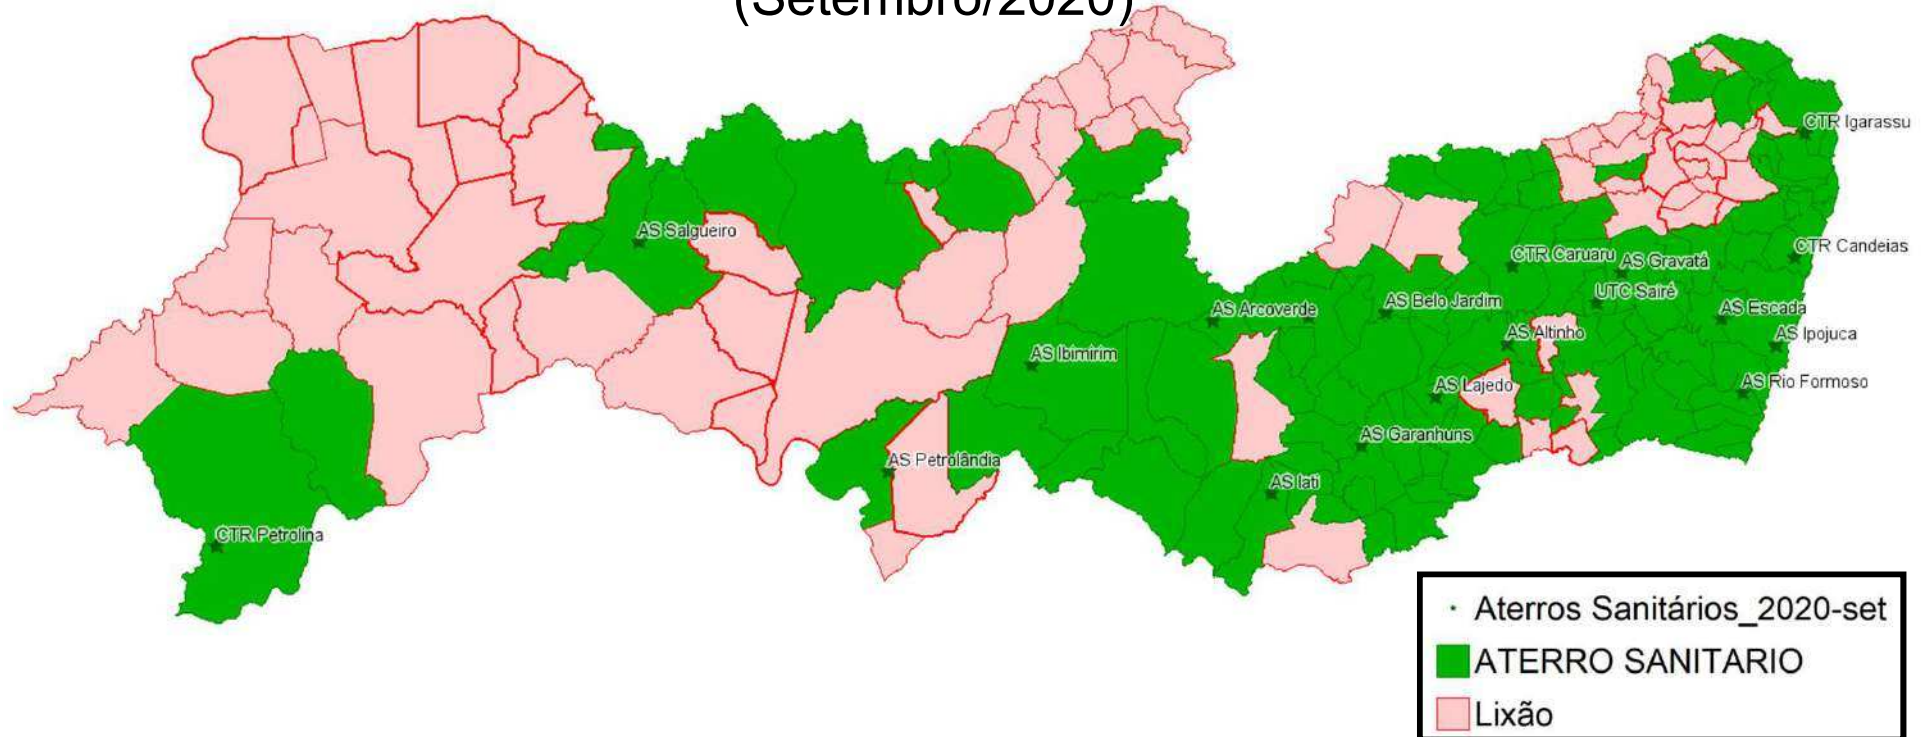 (Setembro/2020)
CTR Igarassu
AS Salgueiro
CTR Candeias
CTR Caruaru
AS Gravatá
UTC Sairé
AS Belo Jardim
AS Arcoverde
AS Escada
AS Altinho
AS Ipojuca
AS Ibimirim
AS Lajedo
AS Rio Formoso
AS Garanhuns
AS Petrolândia
AS Iati
CTR Petrolina
Aterros Sanitários_2020-set
ATERRO SANITARIO
Lixão